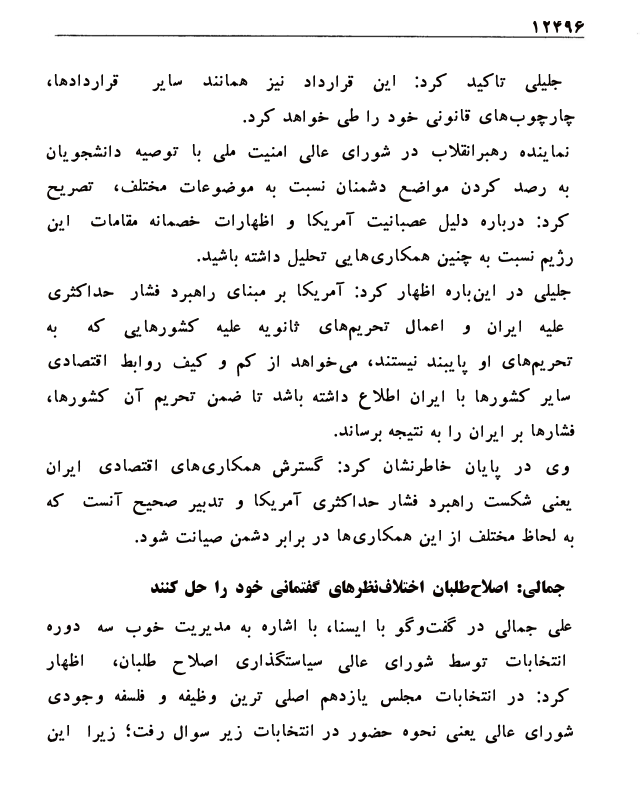 ۱۲۴۹۶
جلیلی تاکید کرد: این قرارداد نیز همانند سایر قراردادها،
چارچوب‌های قانونی خود را طی خواهد کرد.
نماینده رهبرانقلاب در شورای عالی امنیت ملی با توصیه دانشجویان
به رصد کردن مواضع دشمنان نسبت به موضوعات مختلف، تصریح
کرد: درباره دلیل عصبانیت آمریکا و اظهارات خصمانه مقامات این
رژیم نسبت به چنین همکاری‌هایی تحلیل داشته باشید.
جلیلی در این‌باره اظهار کرد: آمریکا بر مبنای راهبرد فشار حداکثری
علیه ایران و اعمال تحریم‌های ثانویه علیه کشورهایی که به
تحریم‌های او پایبند نیستند، می‌خواهد از کم و کیف روابط اقتصادی
سایر کشورها با ایران اطلاع داشته باشد تا ضمن تحریم آن کشورها،
فشارها بر ایران را به نتیجه برساند.
وی در پایان خاطرنشان کرد: گسترش همکاری‌های اقتصادی ایران
یعنی شکست راهبرد فشار حداکثری آمریکا و تدبیر صحیح آنست که
به لحاظ مختلف از این همکاری‌ها در برابر دشمن صیانت شود.
جمالی: اصلاح‌طلبان اختلاف‌نظرهای گفتمانی خود را حل کنند
علی جمالی در گفت‌وگو با ایسنا، با اشاره به مدیریت خوب سه دوره
انتخابات توسط شورای عالی سیاستگذاری اصلاح طلبان، اظهار
کرد: در انتخابات مجلس یازدهم اصلی ترین وظیفه و فلسفه وجودی
شورای عالی یعنی نحوه حضور در انتخابات زیر سوال رفت؛ زیرا این